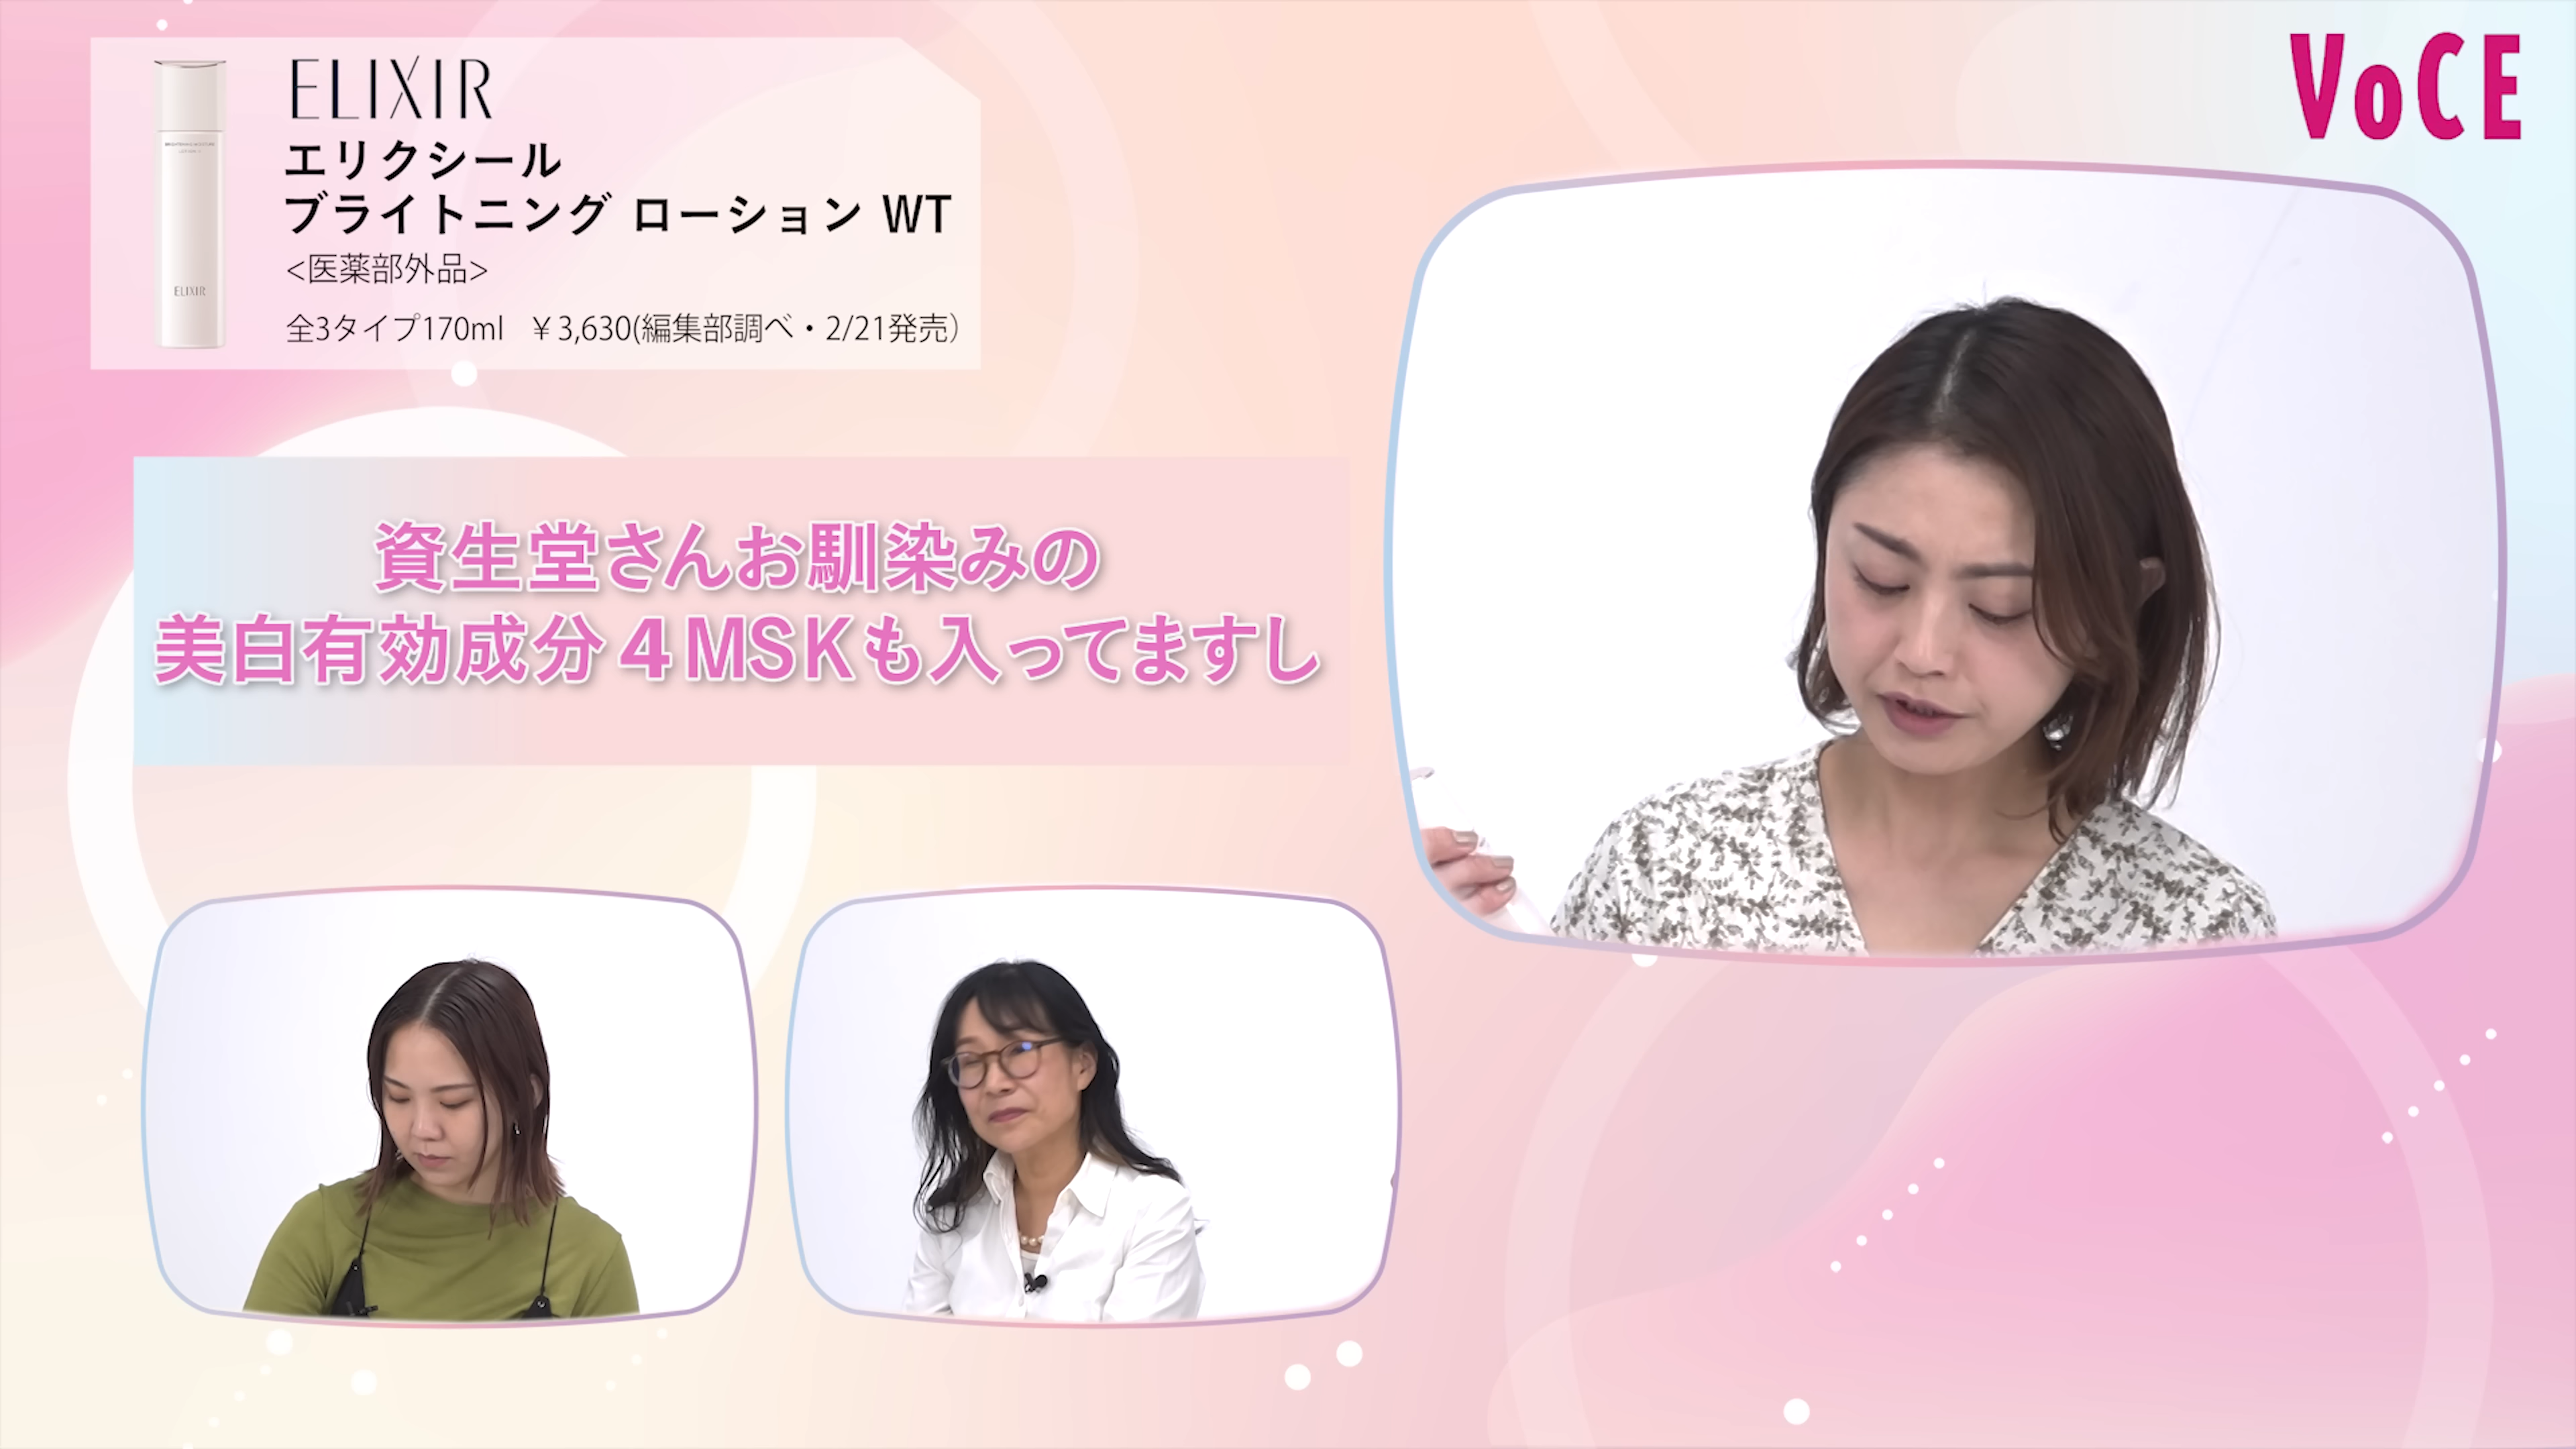 ELIXIR
エリクシール
ブライトニング ローション WT
<医薬部外品>
全3タイプ170ml ￥3,630(編集部調べ・2/21発売)
ELIXIR
VoCE
資生堂さんお馴染みの
美白有効成分4MSKも入ってますし